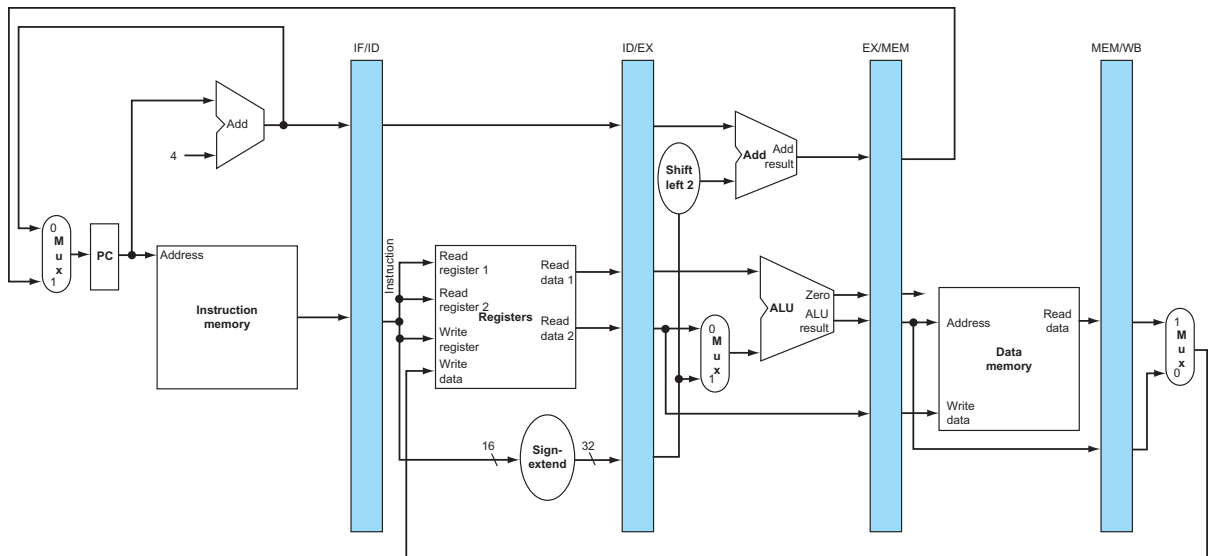 IF/ID
ID/EX
EX/MEM
MEM/WB
Add
4
Shift
left 2
Add
Add
result
0
M
u
x
1
PC
Address
Instruction
memory
Instruction
Read
register 1
Read
register 2
Write
register
Write
data
Registers
Read
data 1
Read
data 2
16
Sign-
extend
32
0
M
u
x
1
ALU
Zero
ALU
result
Address
Read
data
Data
memory
Write
data
1
M
u
x
0